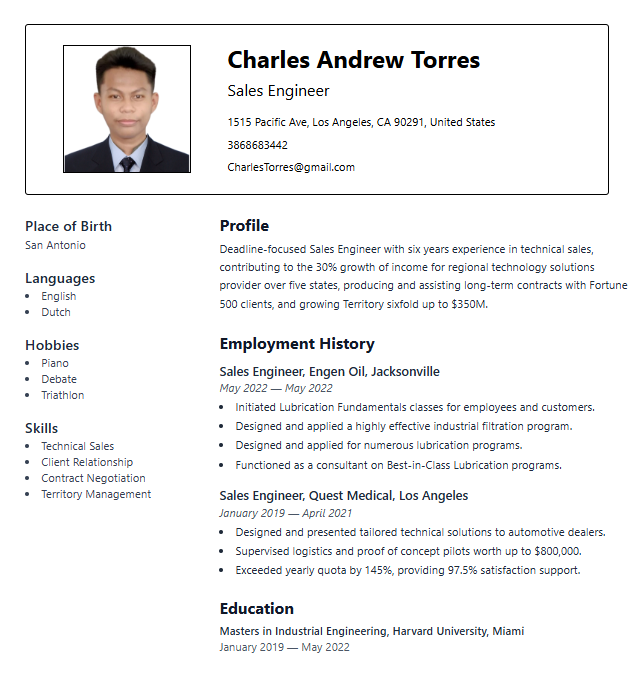 Charles Andrew Torres
Sales Engineer
1515 Pacific Ave, Los Angeles, CA 90291, United States
3868683442
CharlesTorres@gmail.com
Place of Birth
San Antonio
Languages
• English
• Dutch
Hobbies
• Piano
• Debate
• Triathlon
Skills
• Technical Sales
• Client Relationship
• Contract Negotiation
• Territory Management
Profile
Deadline-focused Sales Engineer with six years experience in technical sales,
contributing to the 30% growth of income for regional technology solutions
provider over five states, producing and assisting long-term contracts with Fortune
500 clients, and growing Territory sixfold up to $350M.
Employment History
Sales Engineer, Engen Oil, Jacksonville
May 2022 — May 2022
• Initiated Lubrication Fundamentals classes for employees and customers.
• Designed and applied a highly effective industrial filtration program.
• Designed and applied for numerous lubrication programs.
• Functioned as a consultant on Best-in-Class Lubrication programs.
Sales Engineer, Quest Medical, Los Angeles
January 2019 — April 2021
• Designed and presented tailored technical solutions to automotive dealers.
• Supervised logistics and proof of concept pilots worth up to $800,000.
• Exceeded yearly quota by 145%, providing 97.5% satisfaction support.
Education
Masters in Industrial Engineering, Harvard University, Miami
January 2019 — May 2022